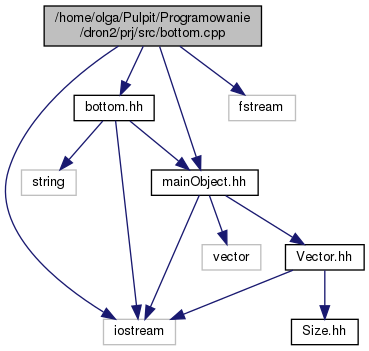 /home/olga/Pulpit/Programowanie
/dron2/prj/src/bottom.cpp
bottom.hh
fstream
string
mainObject.hh
vector
Vector.hh
iostream
Size.hh